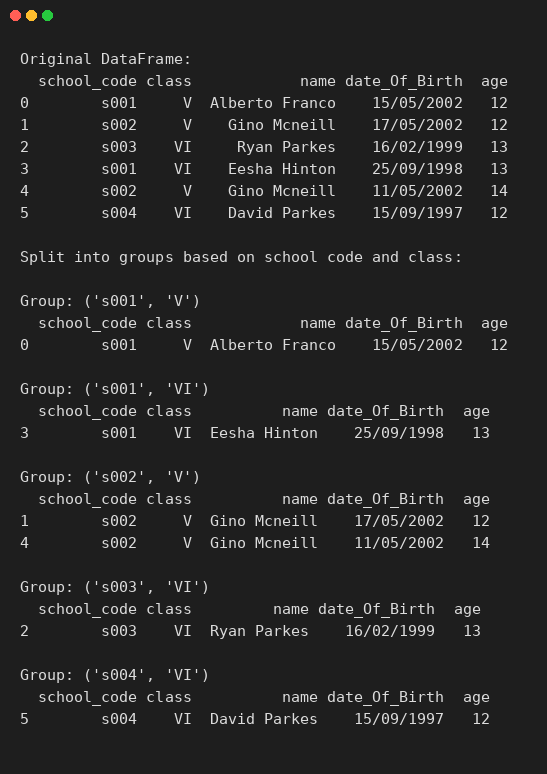 Original DataFrame:
  school_code class            name date_Of_Birth  age
0        s001     V  Alberto Franco    15/05/2002   12
1        s002     V    Gino Mcneill    17/05/2002   12
2        s003    VI     Ryan Parkes    16/02/1999   13
3        s001    VI    Eesha Hinton    25/09/1998   13
4        s002     V    Gino Mcneill    11/05/2002   14
5        s004    VI    David Parkes    15/09/1997   12

Split into groups based on school code and class:

Group: ('s001', 'V')
  school_code class            name date_Of_Birth  age
0        s001     V  Alberto Franco    15/05/2002   12

Group: ('s001', 'VI')
  school_code class          name date_Of_Birth  age
3        s001    VI  Eesha Hinton    25/09/1998   13

Group: ('s002', 'V')
  school_code class          name date_Of_Birth  age
1        s002     V  Gino Mcneill    17/05/2002   12
4        s002     V  Gino Mcneill    11/05/2002   14

Group: ('s003', 'VI')
  school_code class         name date_Of_Birth  age
2        s003    VI  Ryan Parkes    16/02/1999   13

Group: ('s004', 'VI')
  school_code class          name date_Of_Birth  age
5        s004    VI  David Parkes    15/09/1997   12